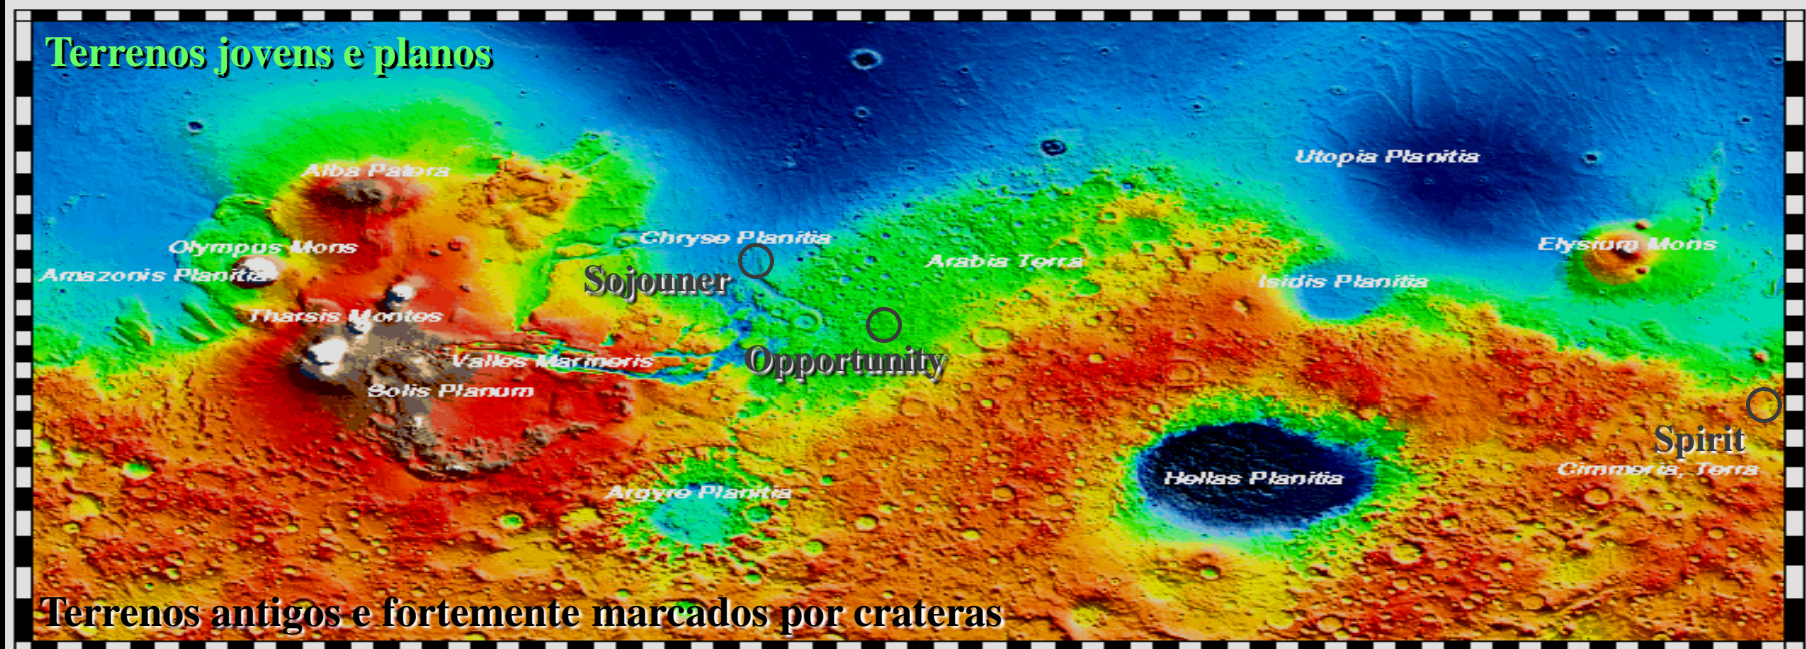 Terrenos jovens e planos
Utopia Planitia
Alba Patera
Chryse Planitia
Olympus Mons
Elysium Mons
Arabia Terra
Amazonis Planitia
Sojouner
Isidis Planitia
Tharsis Montes
Valles Marineris
Opportunity
Solis Planum
Spirit
Cimmeria, Terra
Hellas Planitia
Argyre Planitia
Terrenos antigos e fortemente marcados por crateras